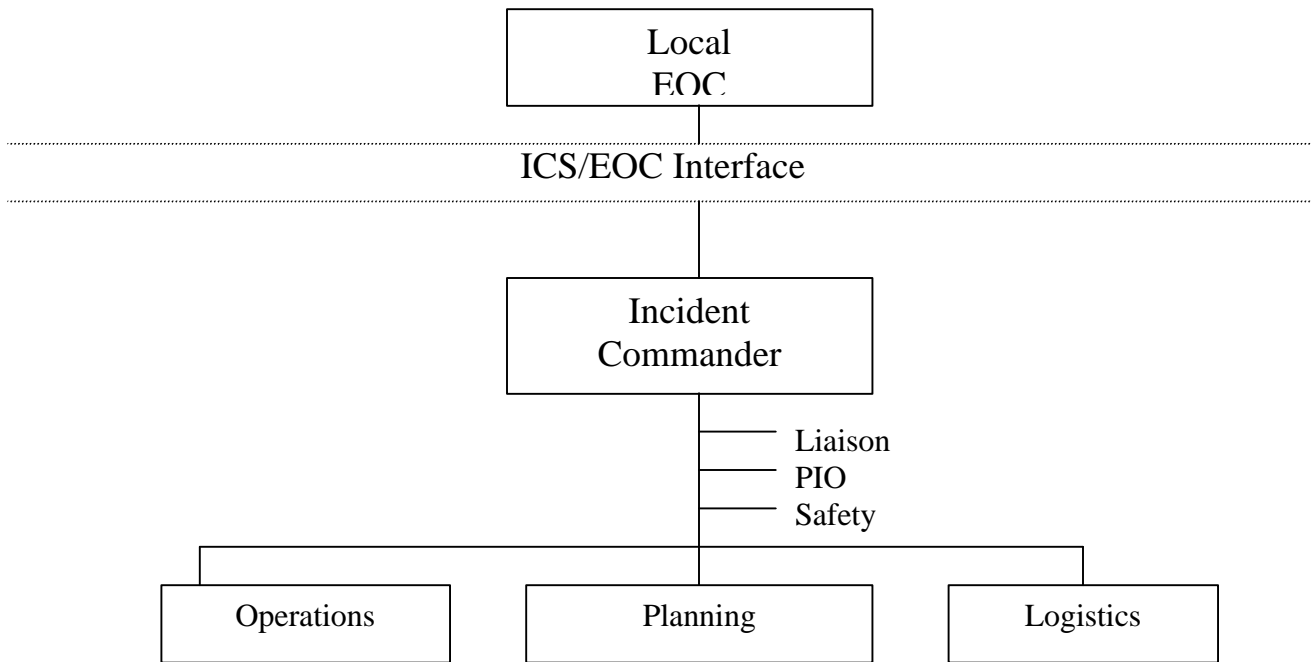 Local
EOC
ICS/EOC Interface
Incident
Commander
Liaison
PIO
Safety
Operations
Planning
Logistics